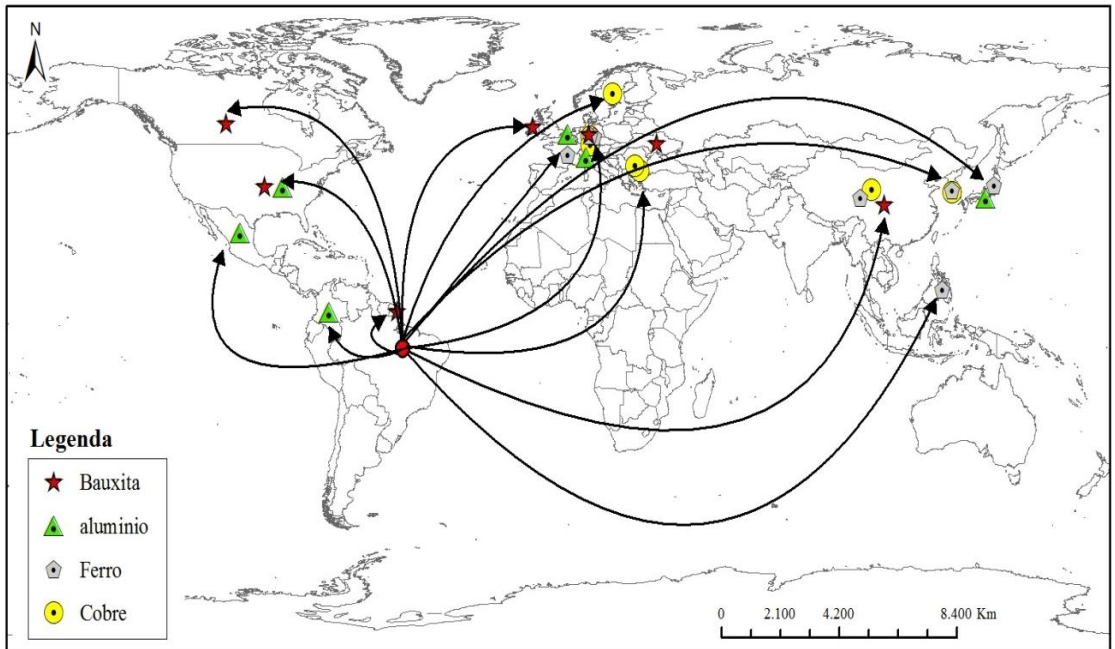 N
Legenda
Bauxita
aluminio
Ferro
Cobre
0 2.100 4.200 8.400 Km